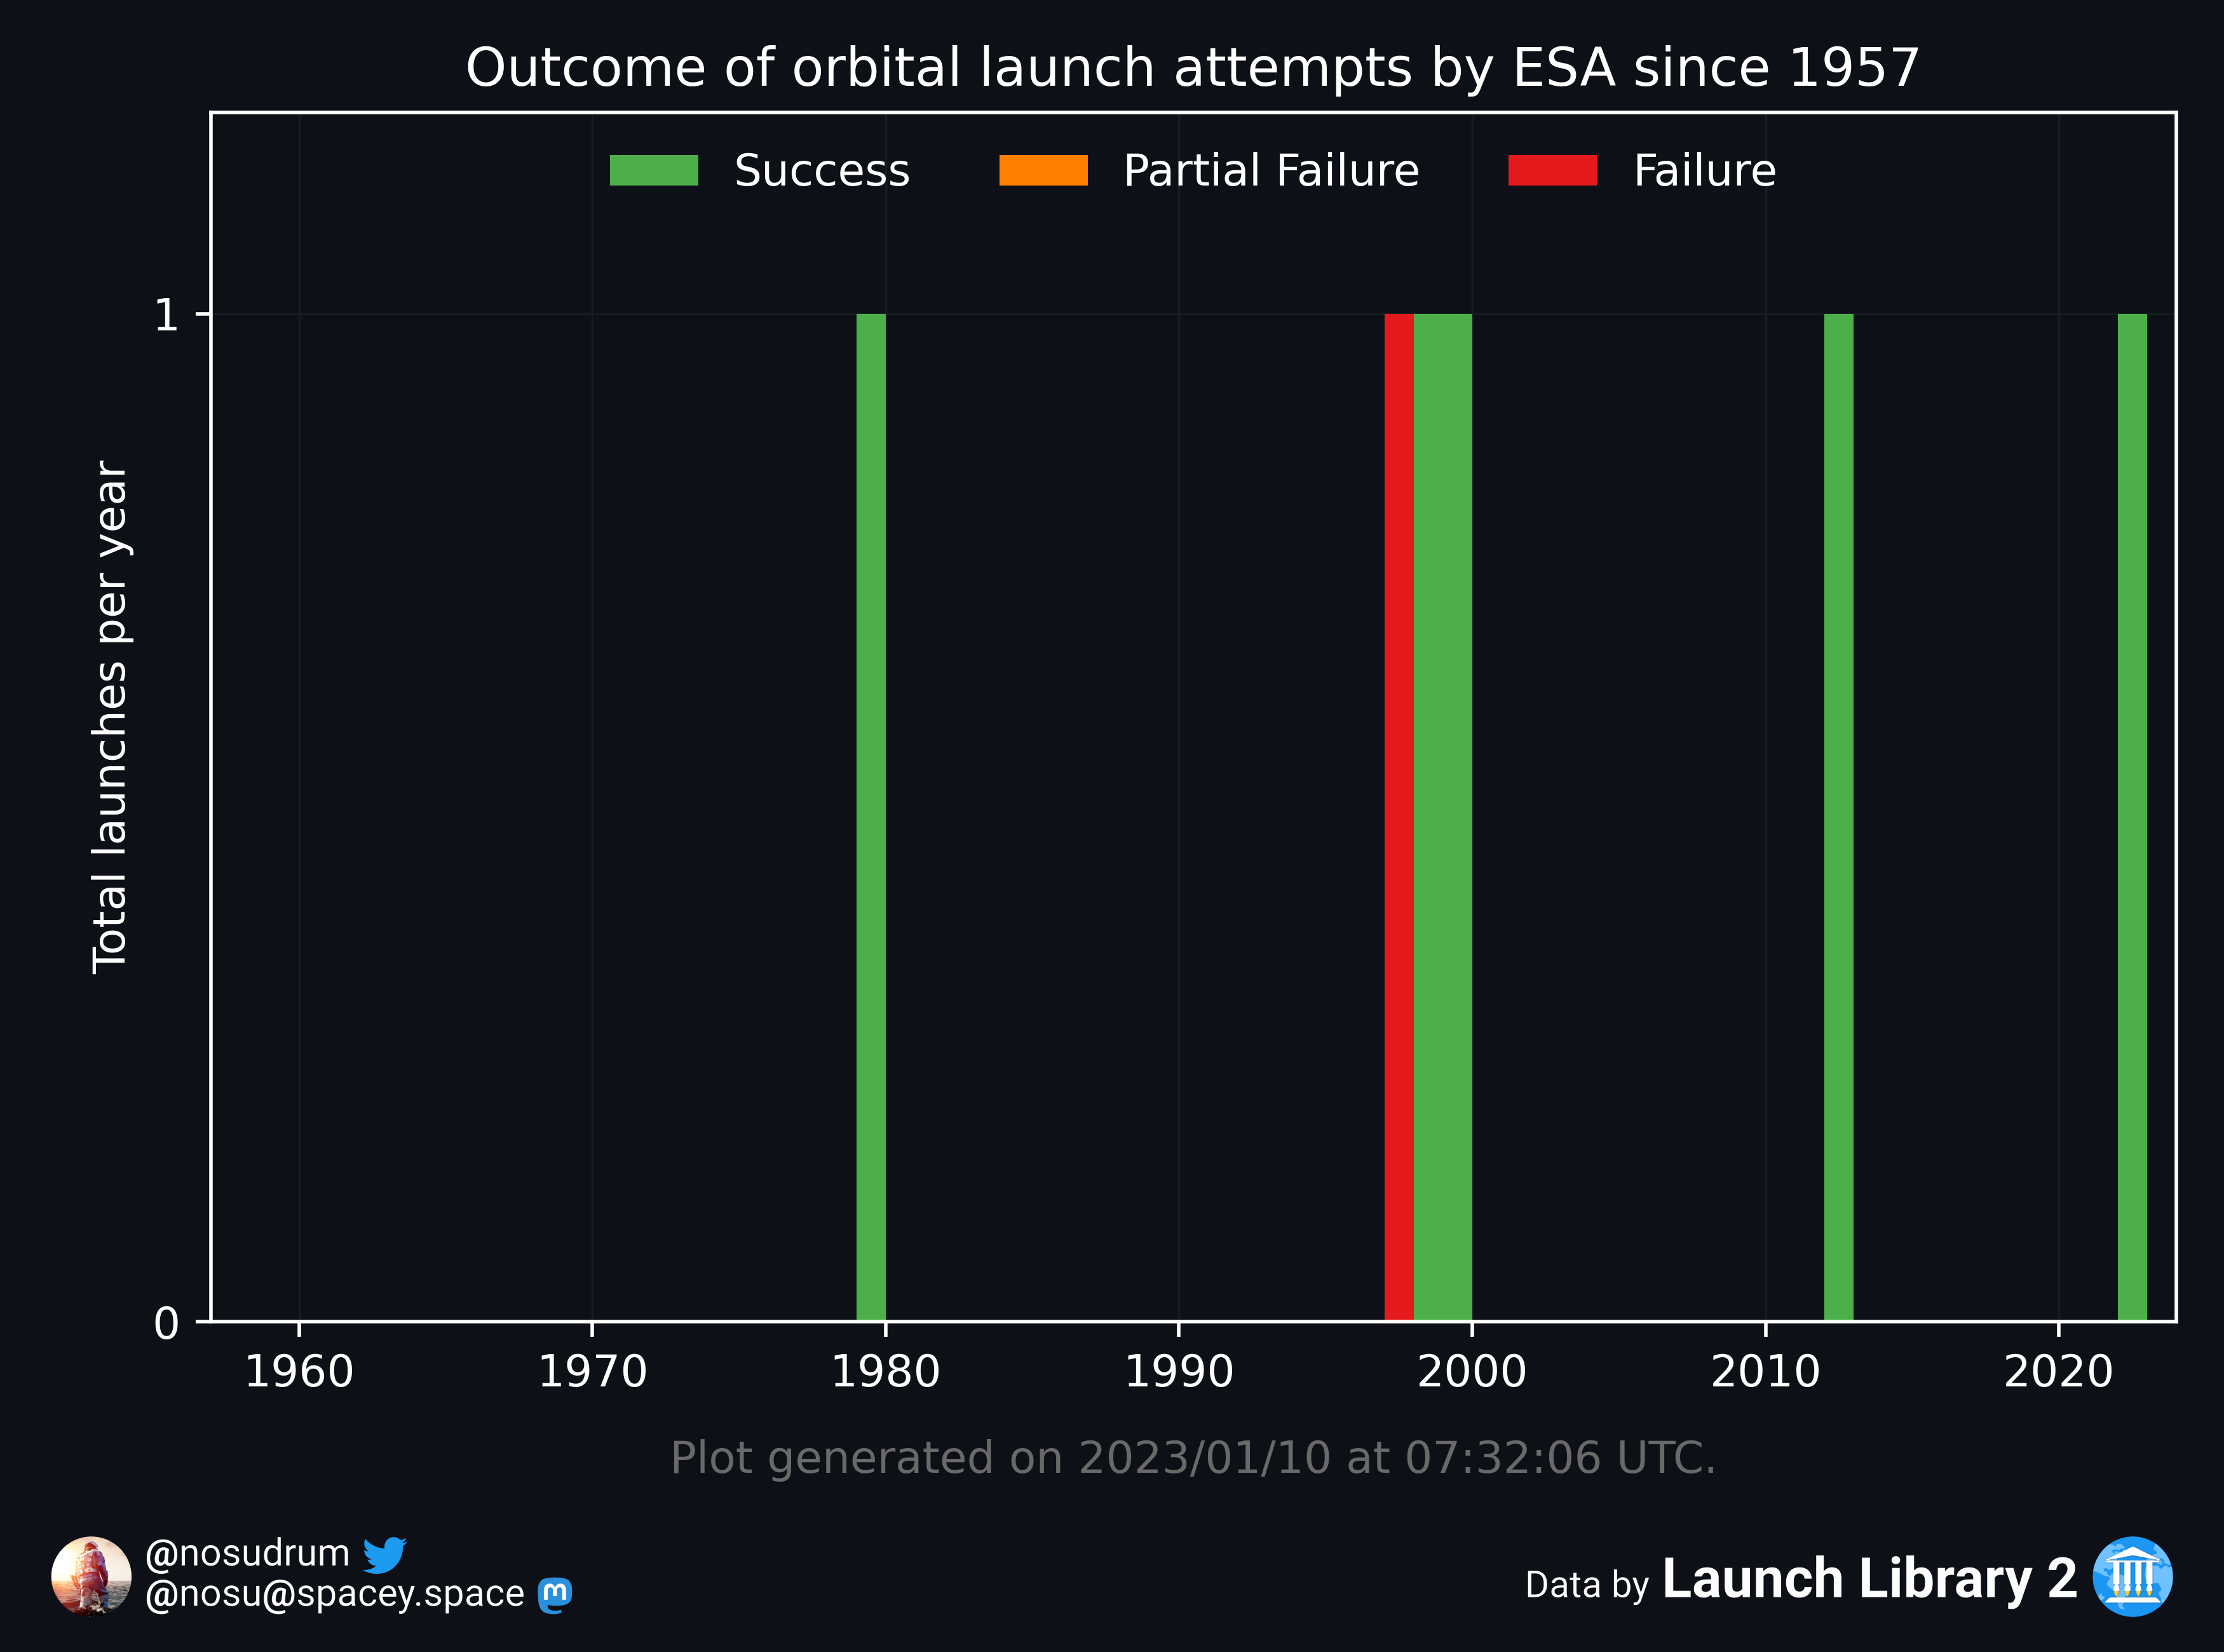 Outcome of orbital launch attempts by ESA since 1957
Success Partial Failure Failure
Total launches per year
1
0
1960 1970 1980 1990 2000 2010 2020
Plot generated on 2023/01/10 at 07:32:06 UTC.
@nosudrum
@nosu@spacey.space
Data by Launch Library 2